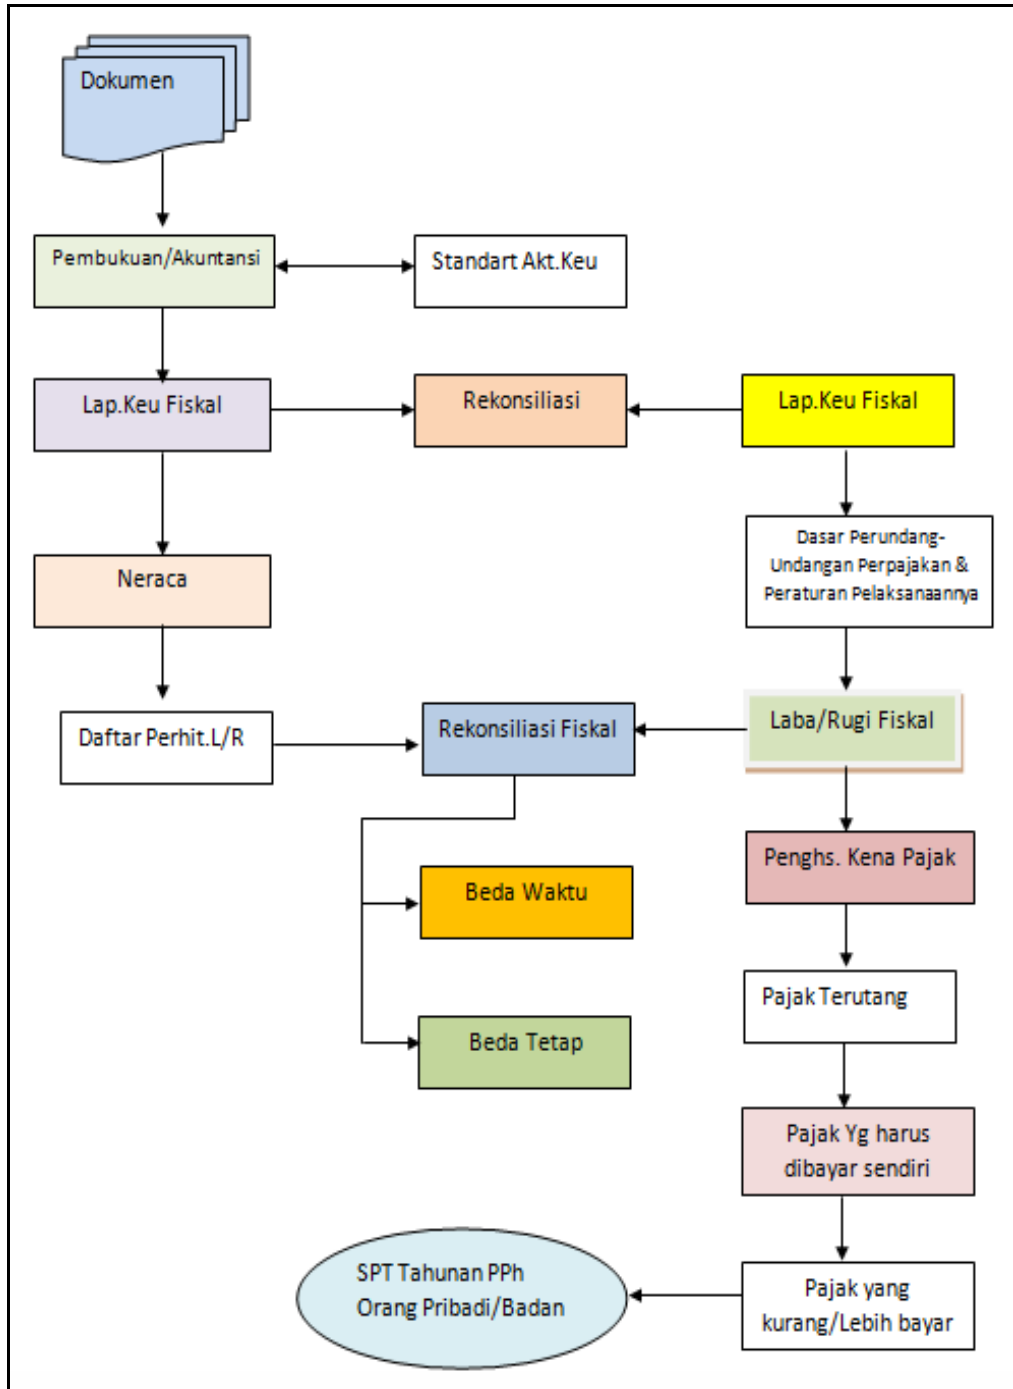 Dokumen
Pembukuan/Akuntansi
Standart Akt.Keu
Lap.Keu Fiskal
Rekonsiliasi
Lap.Keu Fiskal
Dasar Perundang-
Undangan Perpajakan &
Peraturan Pelaksanaannya
Neraca
Daftar Perhit.L/R
Rekonsiliasi Fiskal
Laba/Rugi Fiskal
Penghs. Kena Pajak
Beda Waktu
Pajak Terutang
Beda Tetap
Pajak Yg harus
dibayar sendiri
SPT Tahunan PPh
Orang Pribadi/Badan
Pajak yang
kurang/Lebih bayar